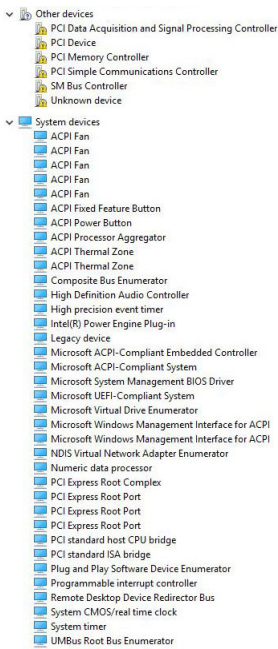 Other devices
PCI Data Acquisition and Signal Processing Controller
PCI Device
PCI Memory Controller
PCI Simple Communications Controller
SM Bus Controller
Unknown device
System devices
ACPI Fan
ACPI Fan
ACPI Fan
ACPI Fan
ACPI Fan
ACPI Fixed Feature Button
ACPI Power Button
ACPI Processor Aggregator
ACPI Thermal Zone
ACPI Thermal Zone
Composite Bus Enumerator
High Definition Audio Controller
High precision event timer
Intel(R) Power Engine Plug-in
Legacy device
Microsoft ACPI-Compliant Embedded Controller
Microsoft ACPI-Compliant System
Microsoft System Management BIOS Driver
Microsoft UEFI-Compliant System
Microsoft Virtual Drive Enumerator
Microsoft Windows Management Interface for ACPI
Microsoft Windows Management Interface for ACPI
NDIS Virtual Network Adapter Enumerator
Numeric data processor
PCI Express Root Complex
PCI Express Root Port
PCI Express Root Port
PCI Express Root Port
PCI standard host CPU bridge
PCI standard ISA bridge
Plug and Play Software Device Enumerator
Programmable interrupt controller
Remote Desktop Device Redirector Bus
System CMOS/real time clock
System timer
UMBus Root Bus Enumerator